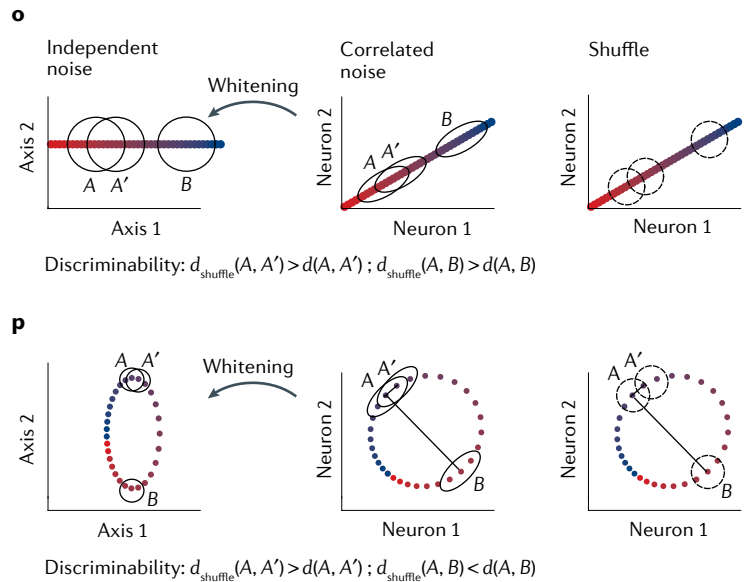 o
Independent noise
Correlated noise
Shuffle
Whitening
Axis 2
A
A′
B
Axis 1
Neuron 2
A
A′
B
Neuron 1
Neuron 2
Neuron 1
Discriminability: d_shuffle(A, A′) > d(A, A′) ; d_shuffle(A, B) > d(A, B)
p
Whitening
Axis 2
A
A′
B
Axis 1
Neuron 2
A
A′
B
Neuron 1
Neuron 2
A
A′
B
Neuron 1
Discriminability: d_shuffle(A, A′) > d(A, A′) ; d_shuffle(A, B) < d(A, B)